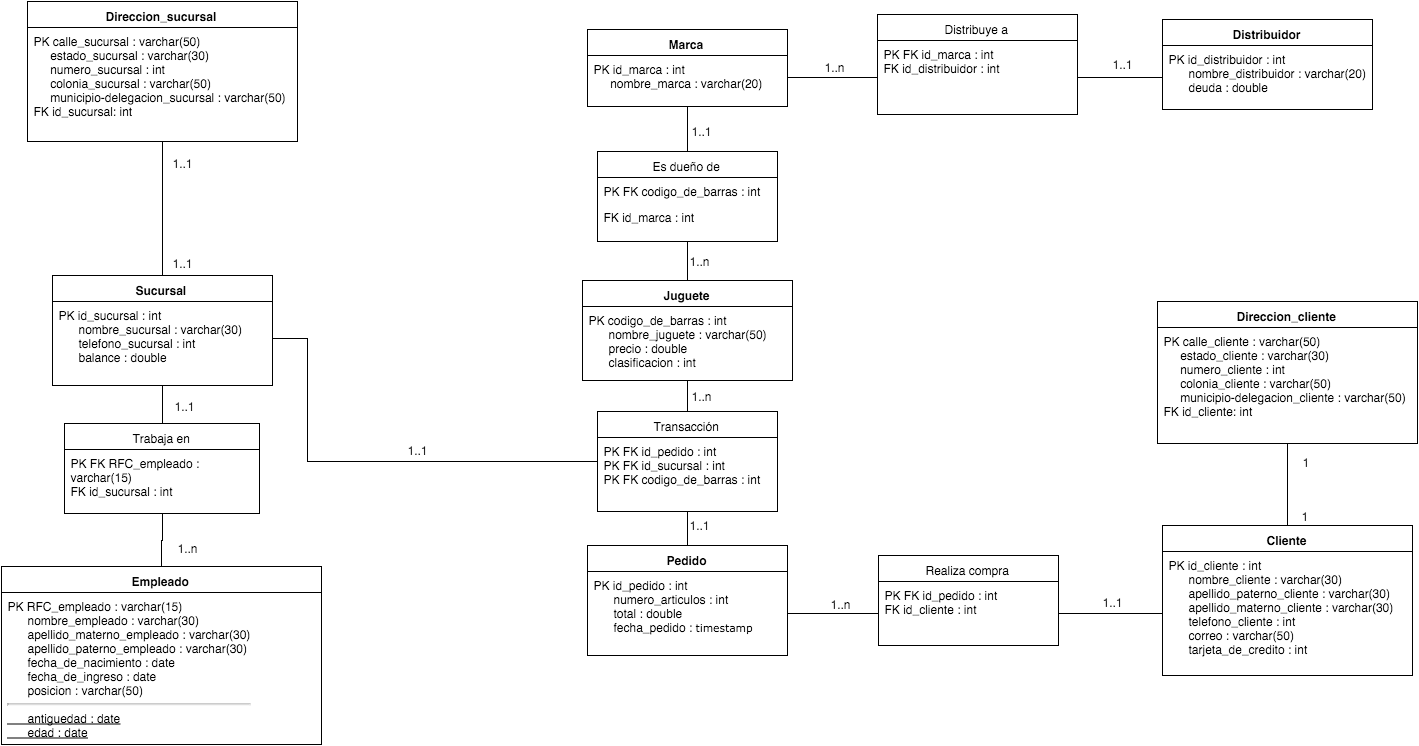 Direccion_sucursal
PK calle_sucursal : varchar(50)
estado_sucursal : varchar(30)
numero_sucursal : int
colonia_sucursal : varchar(50)
municipio-delegacion_sucursal : varchar(50)
FK id_sucursal: int
1..1
1..1
Sucursal
PK id_sucursal : int
nombre_sucursal : varchar(30)
telefono_sucursal : int
balance : double
1..1
Trabaja en
PK FK RFC_empleado :
varchar(15)
FK id_sucursal : int
1..n
Empleado
PK RFC_empleado : varchar(15)
nombre_empleado : varchar(30)
apellido_materno_empleado : varchar(30)
apellido_paterno_empleado : varchar(30)
fecha_de_nacimiento : date
fecha_de_ingreso : date
posicion : varchar(50)
antiguedad : date
edad : date
1..1
Marca
PK id_marca : int
nombre_marca : varchar(20)
1..n
Distribuye a
PK FK id_marca : int
FK id_distribuidor : int
1..1
Distribuidor
PK id_distribuidor : int
nombre_distribuidor : varchar(20)
deuda : double
1..1
Es dueño de
PK FK codigo_de_barras : int
FK id_marca : int
1..n
Juguete
PK codigo_de_barras : int
nombre_juguete : varchar(50)
precio : double
clasificacion : int
1..n
Transacción
PK FK id_pedido : int
PK FK id_sucursal : int
PK FK codigo_de_barras : int
1..1
Pedido
PK id_pedido : int
numero_articulos : int
total : double
fecha_pedido : timestamp
1..n
Realiza compra
PK FK id_pedido : int
FK id_cliente : int
1..1
Direccion_cliente
PK calle_cliente : varchar(50)
estado_cliente : varchar(30)
numero_cliente : int
colonia_cliente : varchar(50)
municipio-delegacion_cliente : varchar(50)
FK id_cliente: int
1
1
Cliente
PK id_cliente : int
nombre_cliente : varchar(30)
apellido_paterno_cliente : varchar(30)
apellido_materno_cliente : varchar(30)
telefono_cliente : int
correo : varchar(50)
tarjeta_de_credito : int